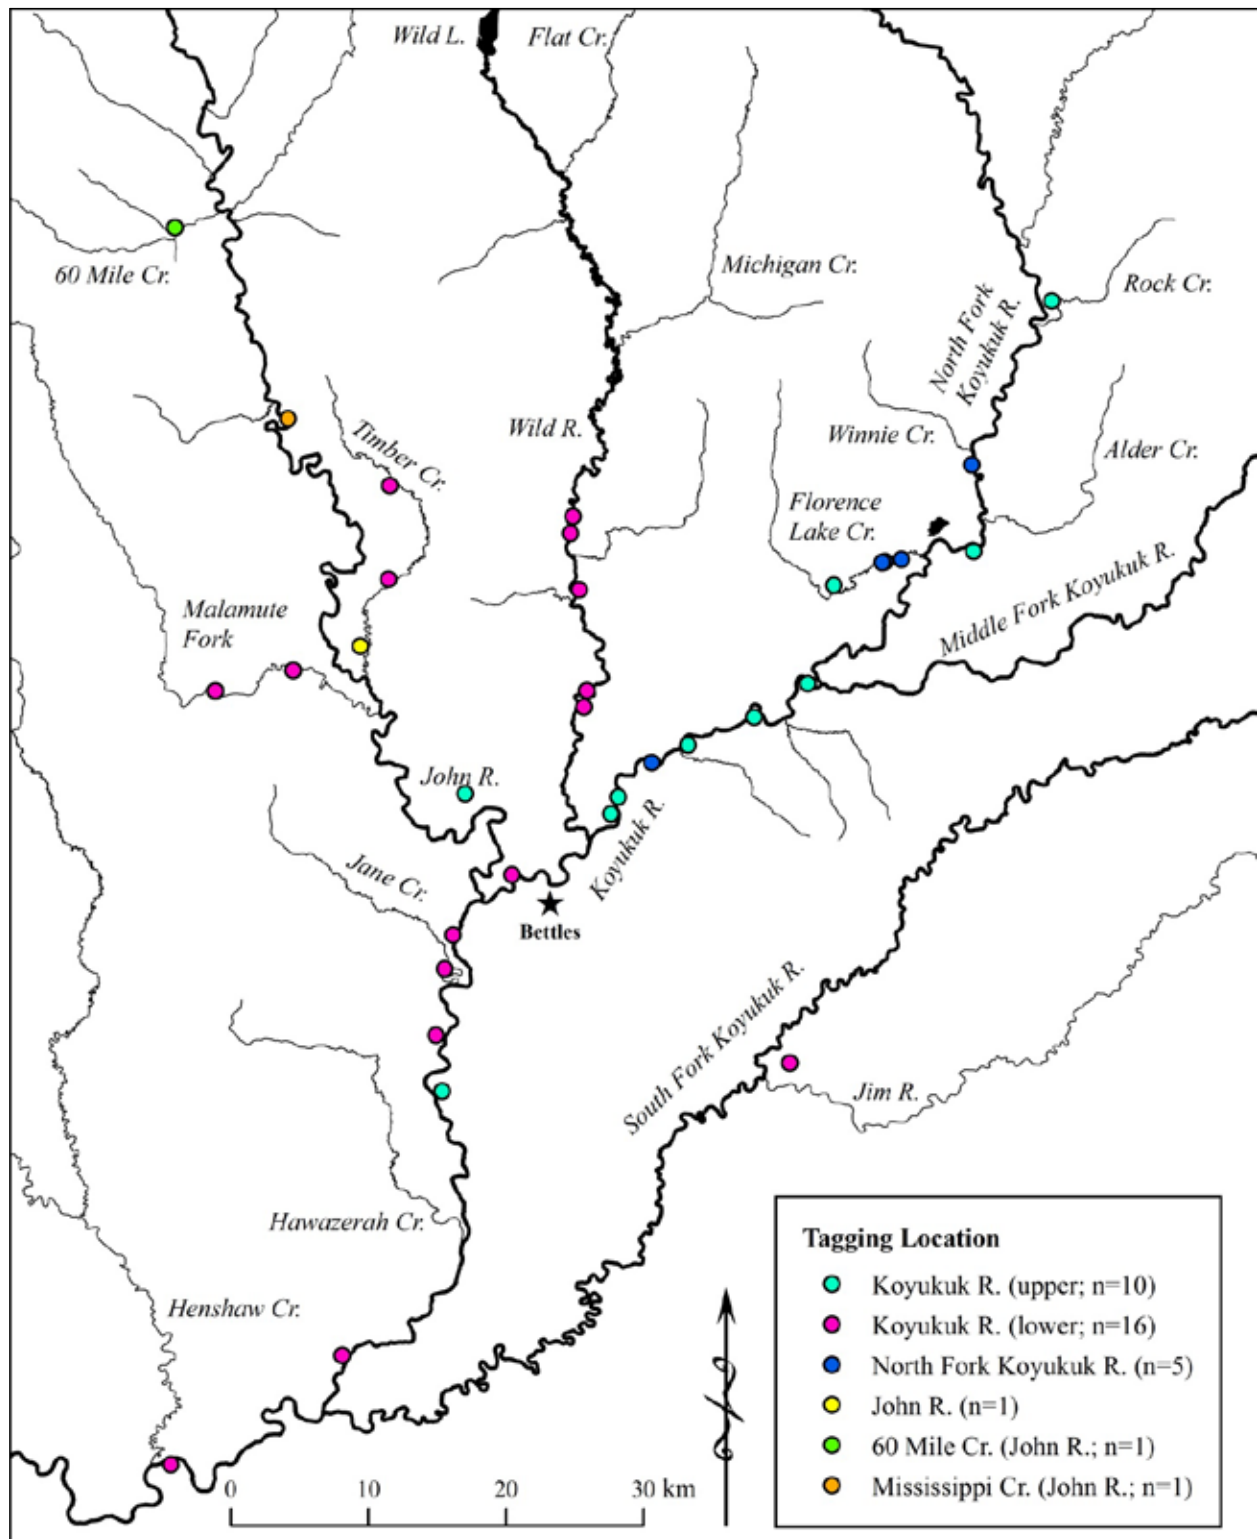 Wild L.
Flat Cr.
60 Mile Cr.
Michigan Cr.
Rock Cr.
North Fork
Koyukuk R.
Timber Cr.
Wild R.
Winnie Cr.
Alder Cr.
Florence
Lake Cr.
Middle Fork Koyukuk R.
Malamute
Fork
John R.
Koyukuk R.
Jane Cr.
Bettles
South Fork Koyukuk R.
Jim R.
Hawazerah Cr.
Henshaw Cr.
Tagging Location
Koyukuk R. (upper; n=10)
Koyukuk R. (lower; n=16)
North Fork Koyukuk R. (n=5)
John R. (n=1)
60 Mile Cr. (John R.; n=1)
Mississippi Cr. (John R.; n=1)
0 10 20 30 km